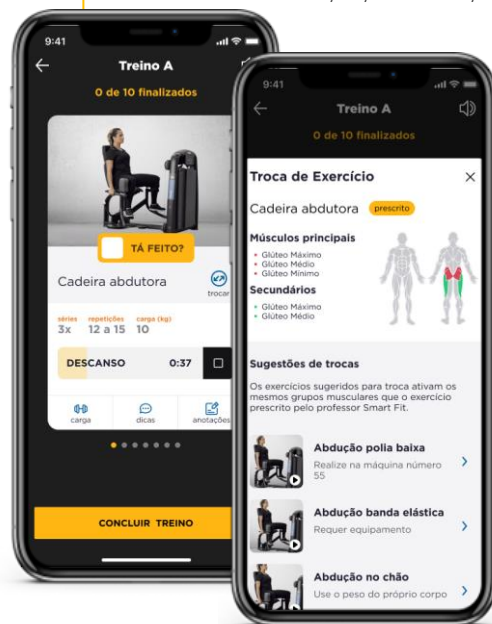 9:41
Treino A
0 de 10 finalizados
TÁ FEITO?
Cadeira abdutora
trocar
séries repetições carga (kg)
3x 12 a 15 10
DESCANSO 0:37
carga dicas anotações
CONCLUIR TREINO
9:41
Treino A
0 de 10 finalizados
Troca de Exercício
Cadeira abdutora prescrito
Músculos principais
• Glúteo Máximo
• Glúteo Médio
• Glúteo Mínimo
Secundários
• Glúteo Máximo
• Glúteo Médio
Sugestões de trocas
Os exercícios sugeridos para troca ativam os
mesmos grupos musculares que o exercício
prescrito pelo professor Smart Fit.
Abdução polia baixa
Realize na máquina número
55
Abdução banda elástica
Requer equipamento
Abdução no chão
Use o peso do próprio corpo